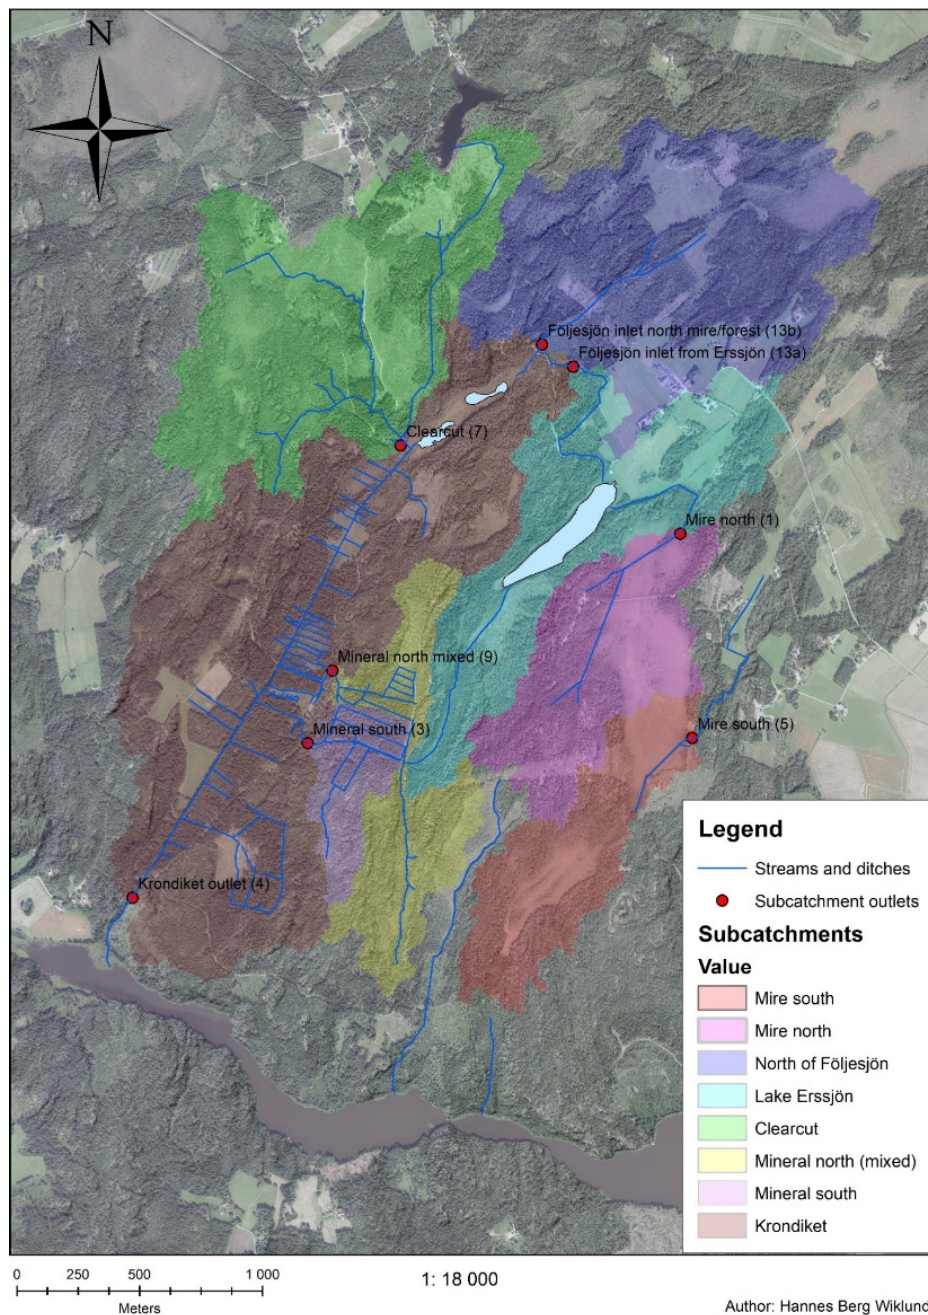 N
Följesjön inlet north mire/forest (13b)
Följesjön inlet from Erssjön (13a)
Clearcut (7)
Mire north (1)
Mineral north mixed (9)
Mineral south (3)
Mire south (5)
Krondiket outlet (4)
Legend
Streams and ditches
Subcatchment outlets
Subcatchments
Value
Mire south
Mire north
North of Följesjön
Lake Erssjön
Clearcut
Mineral north (mixed)
Mineral south
Krondiket
0 250 500 1 000
Meters
1: 18 000
Author: Hannes Berg Wiklund